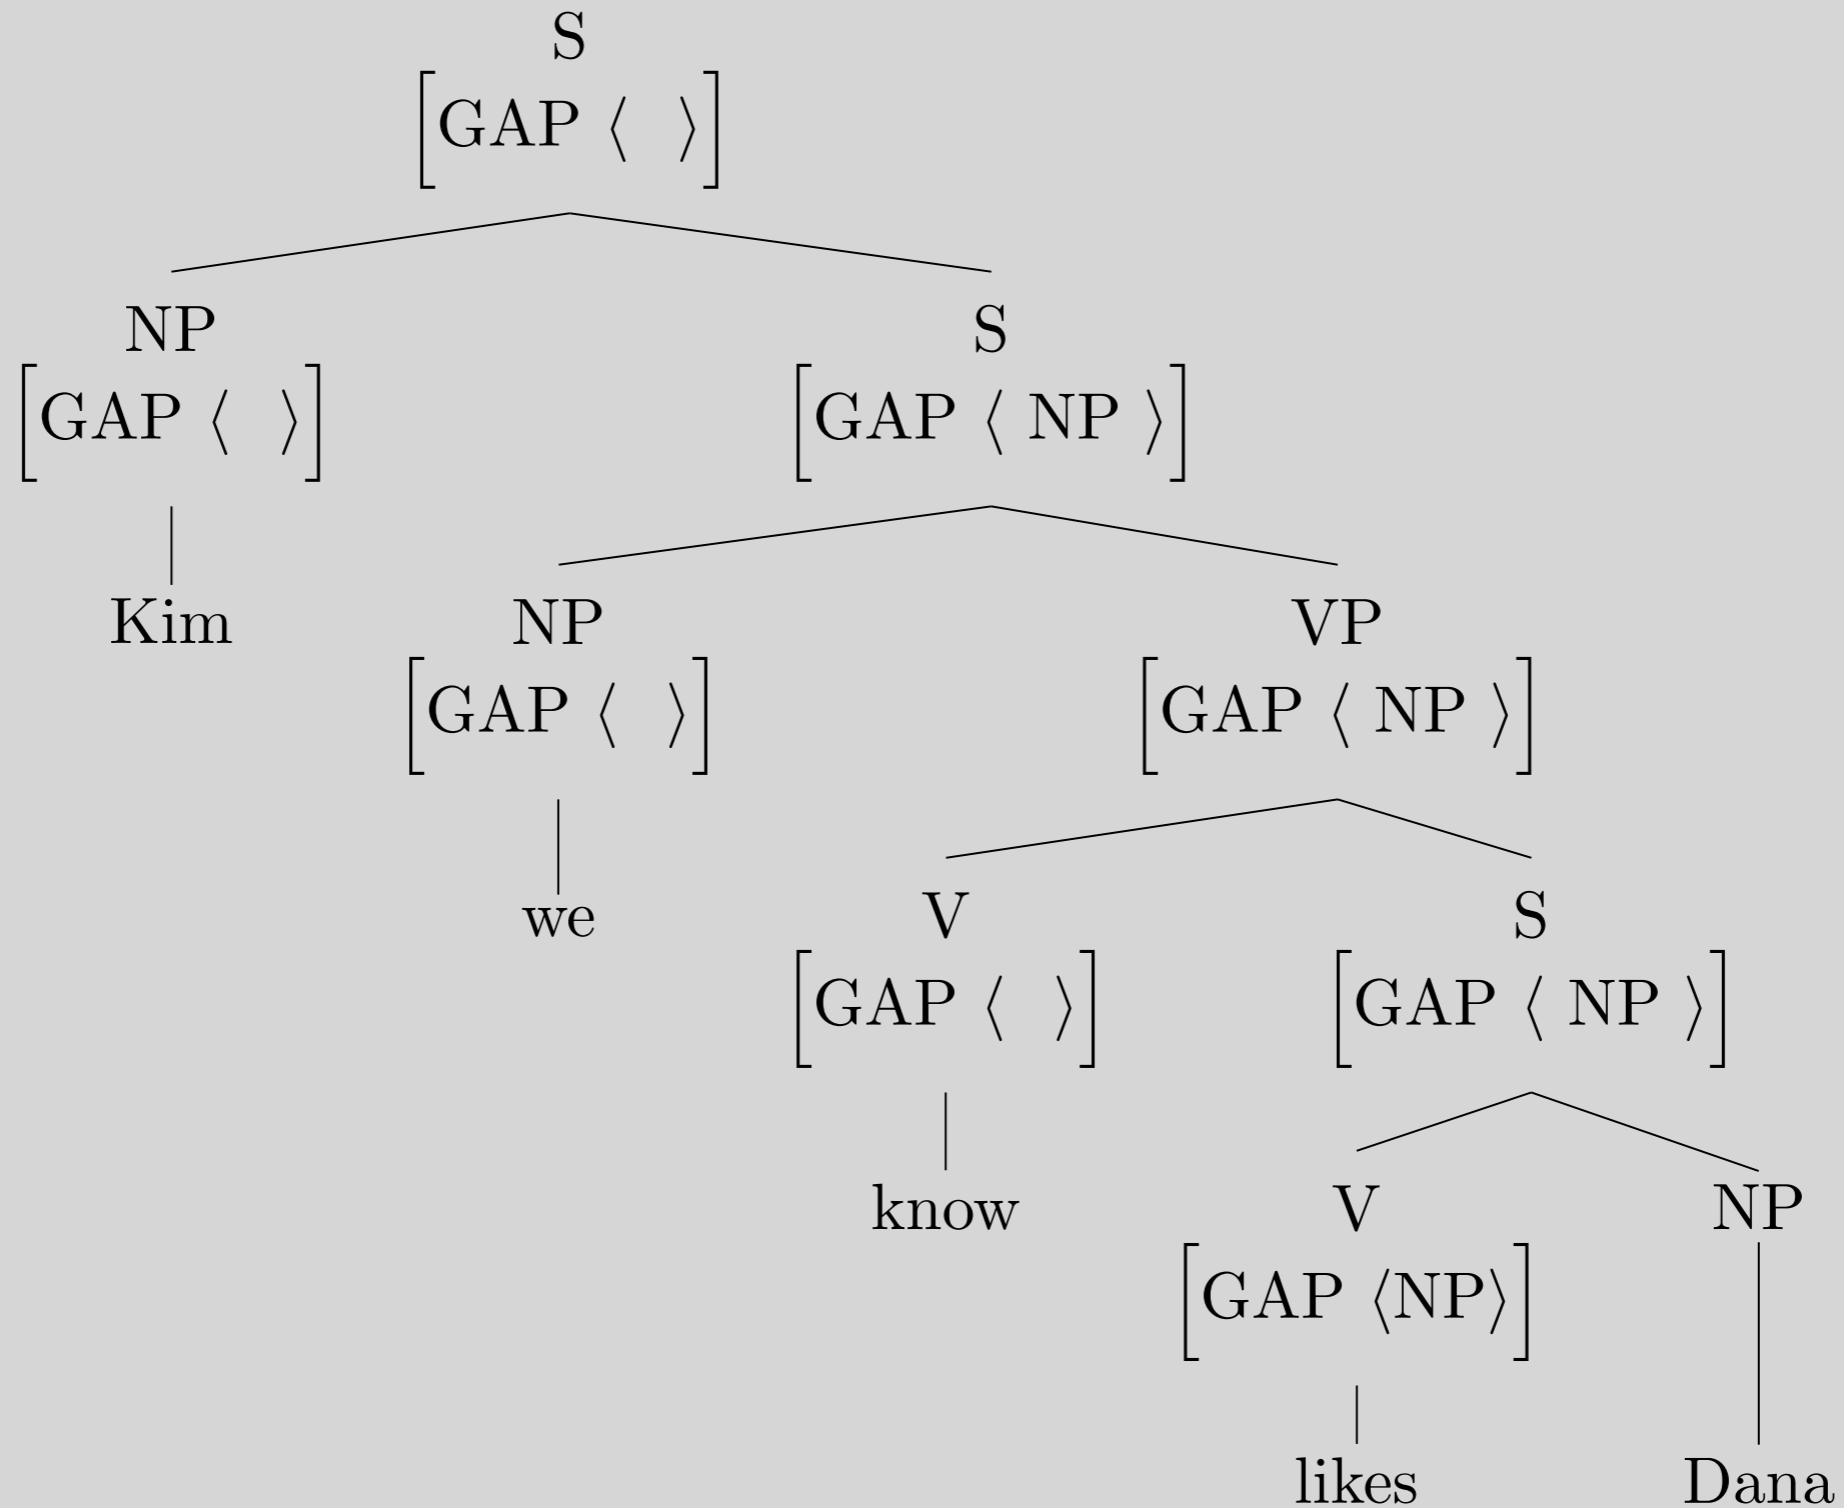 S
[GAP ⟨ ⟩]
NP S
[GAP ⟨ ⟩] [GAP ⟨ NP ⟩]
Kim NP VP
[GAP ⟨ ⟩] [GAP ⟨ NP ⟩]
we V S
[GAP ⟨ ⟩] [GAP ⟨ NP ⟩]
know V NP
[GAP ⟨NP⟩]
likes Dana